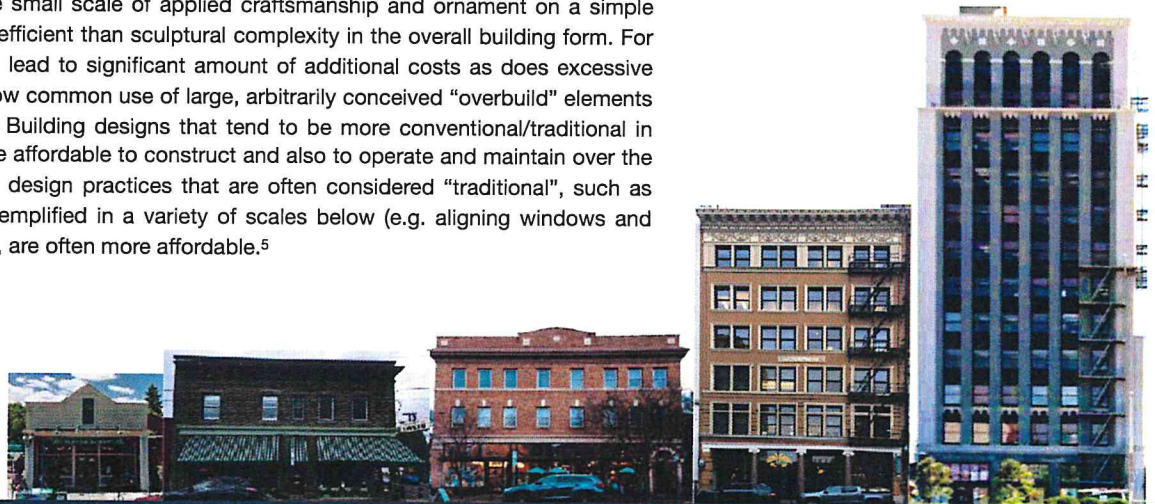 e small scale of applied craftsmanship and ornament on a simple
efficient than sculptural complexity in the overall building form. For
lead to significant amount of additional costs as does excessive
ow common use of large, arbitrarily conceived “overbuild” elements
Building designs that tend to be more conventional/traditional in
e affordable to construct and also to operate and maintain over the
design practices that are often considered “traditional”, such as
emplified in a variety of scales below (e.g. aligning windows and
, are often more affordable.⁵